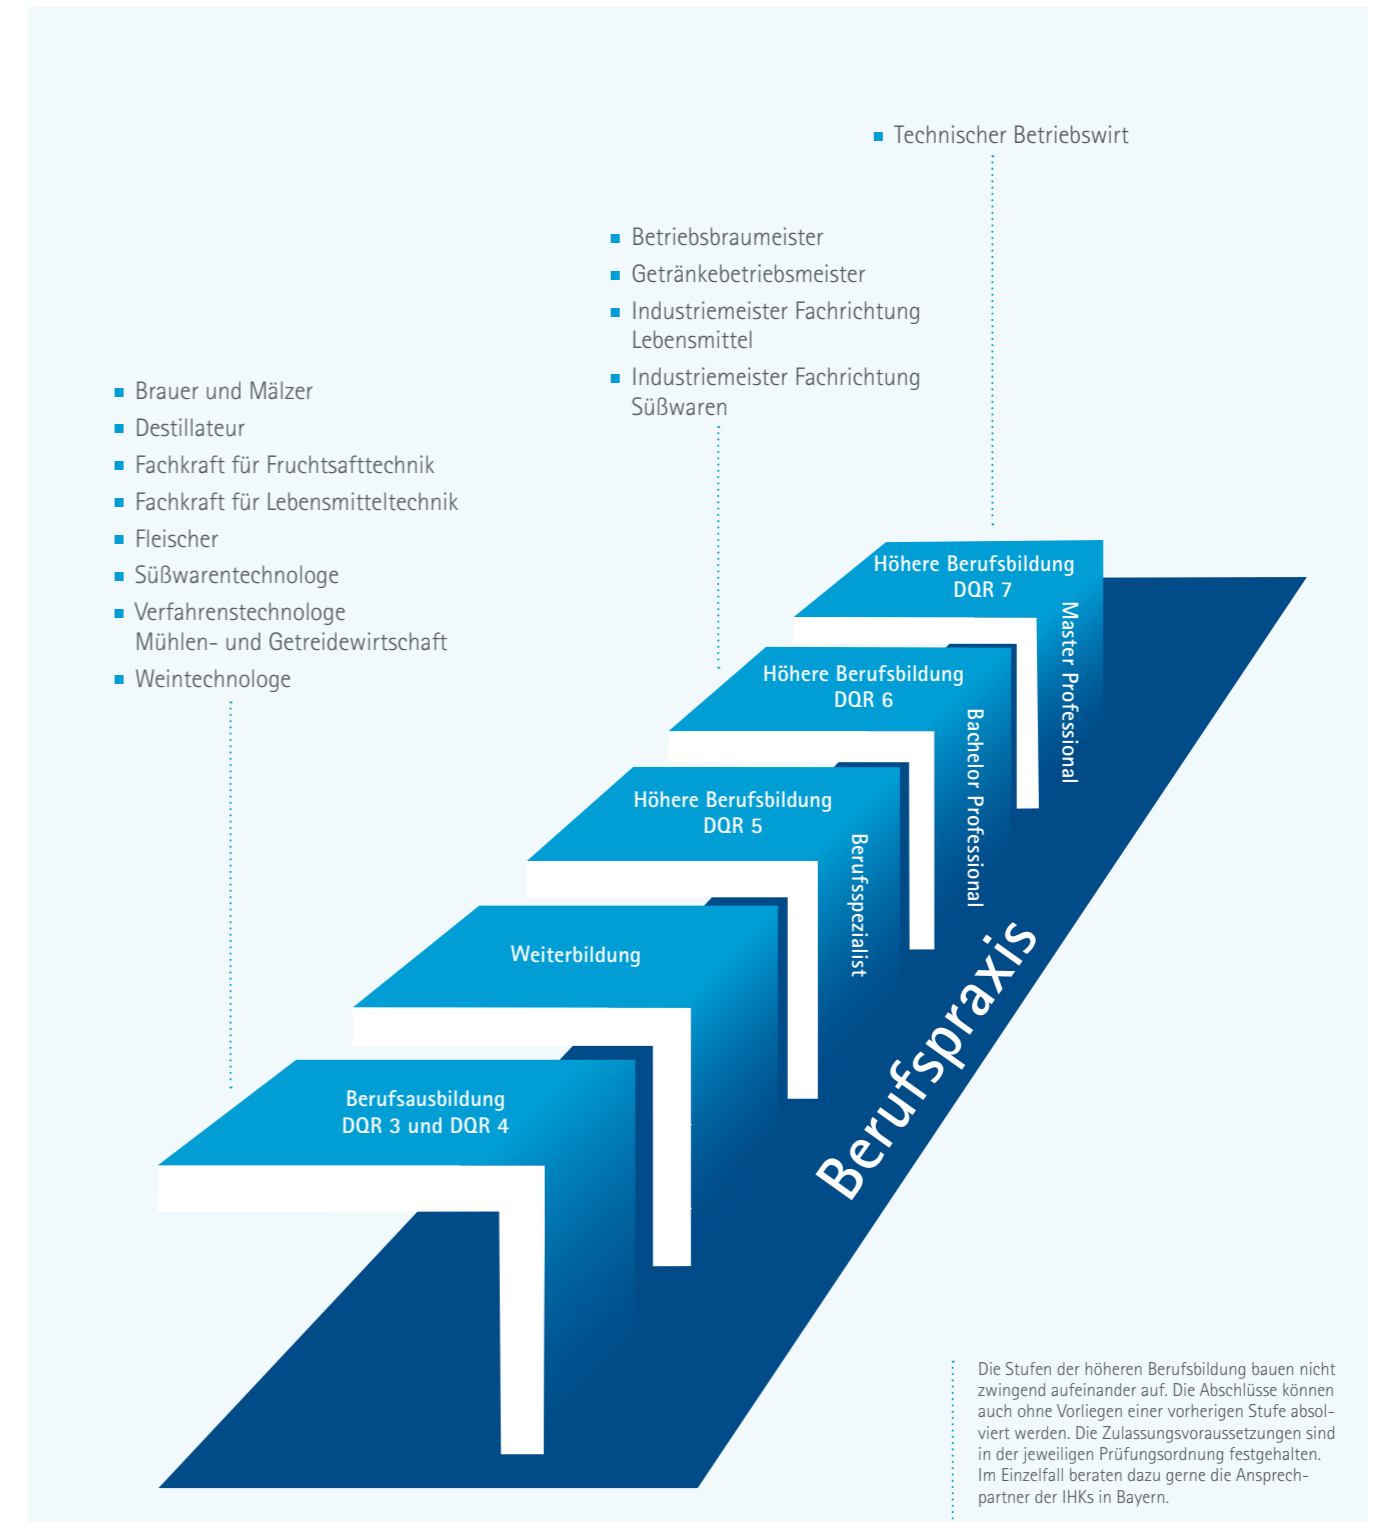 Technischer Betriebswirt
Betriebsbraumeister
Getränkebetriebsmeister
Industriemeister Fachrichtung
Lebensmittel
Industriemeister Fachrichtung
Süßwaren
Brauer und Mälzer
Destillateur
Fachkraft für Fruchtsafttechnik
Fachkraft für Lebensmitteltechnik
Fleischer
Süßwarentechnologe
Verfahrenstechnologe
Mühlen- und Getreidewirtschaft
Weintechnologe
Höhere Berufsbildung
DQR 7
Master Professional
Höhere Berufsbildung
DQR 6
Bachelor Professional
Höhere Berufsbildung
DQR 5
Berufsspezialist
Weiterbildung
Berufsausbildung
DQR 3 und DQR 4
Berufspraxis
Die Stufen der höheren Berufsbildung bauen nicht
zwingend aufeinander auf. Die Abschlüsse können
auch ohne Vorliegen einer vorherigen Stufe absol-
viert werden. Die Zulassungsvoraussetzungen sind
in der jeweiligen Prüfungsordnung festgehalten.
Im Einzelfall beraten dazu gerne die Ansprech-
partner der IHKs in Bayern.